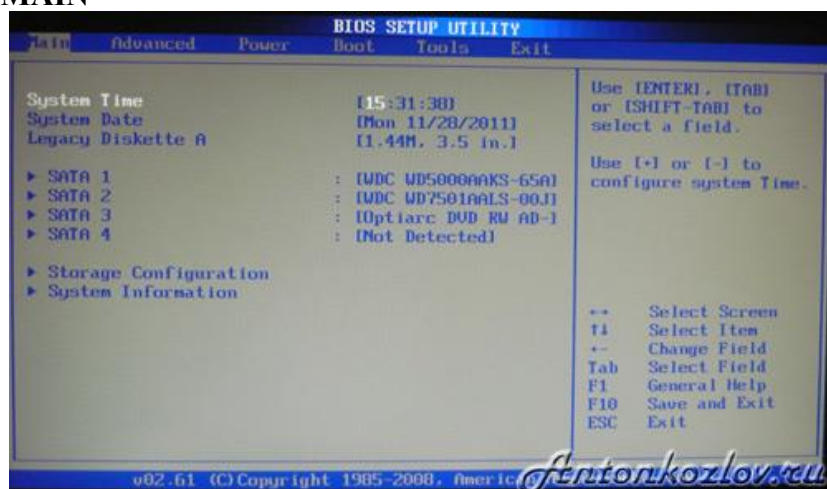 MAIN
BIOS SETUP UTILITY
Main Advanced Power Boot Tools Exit
System Time [15:31:38]
System Date [Mon 11/28/2011]
Legacy Diskette A [1.44M, 3.5 in.]
▶ SATA 1 : [WDC WD5000AAKS-65A]
▶ SATA 2 : [WDC WD7501AALS-00J]
▶ SATA 3 : [Optiarc DVD RW AD-]
▶ SATA 4 : [Not Detected]
▶ Storage Configuration
▶ System Information
Use [ENTER], [TAB]
or [SHIFT-TAB] to
select a field.
Use [+] or [-] to
configure system Time.
←→ Select Screen
↑↓ Select Item
+- Change Field
Tab Select Field
F1 General Help
F10 Save and Exit
ESC Exit
v02.61 (C)Copyright 1985-2008, Americ
Antonkozlov.ru